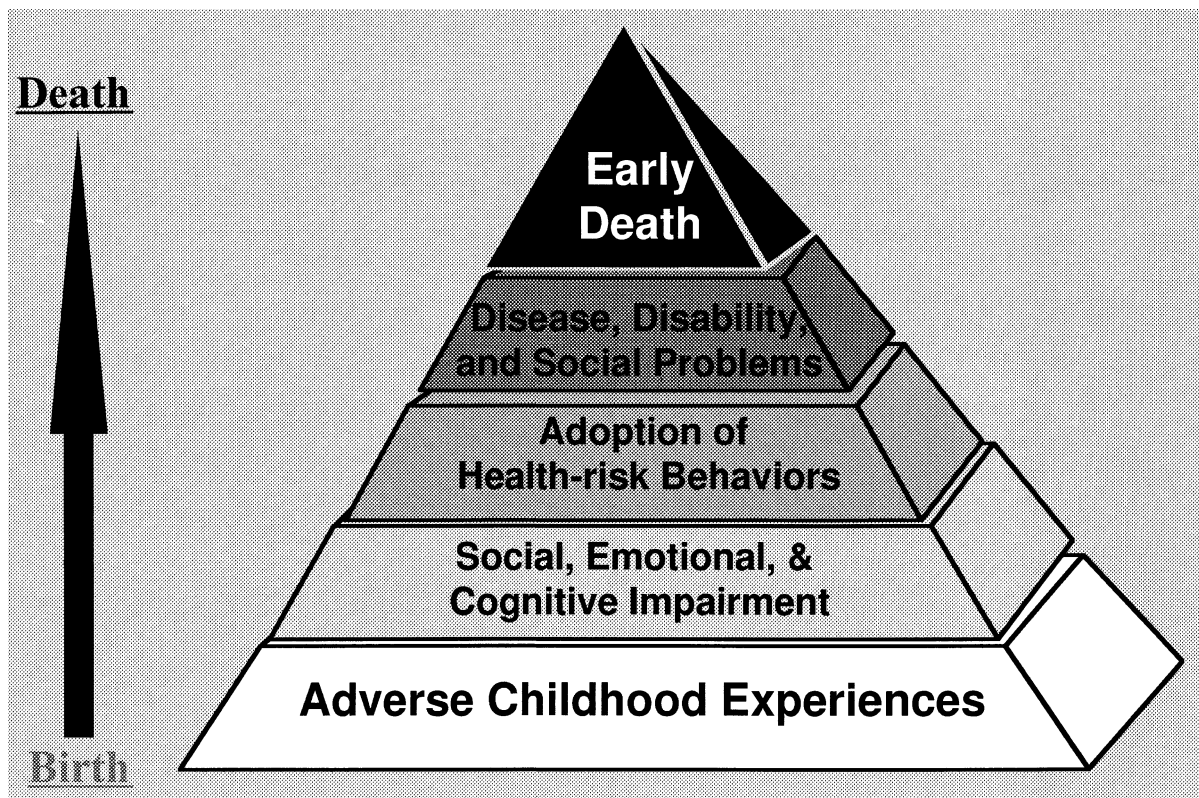 Death
Early
Death
Disease, Disability,
and Social Problems
Adoption of
Health-risk Behaviors
Social, Emotional, &
Cognitive Impairment
Adverse Childhood Experiences
Birth